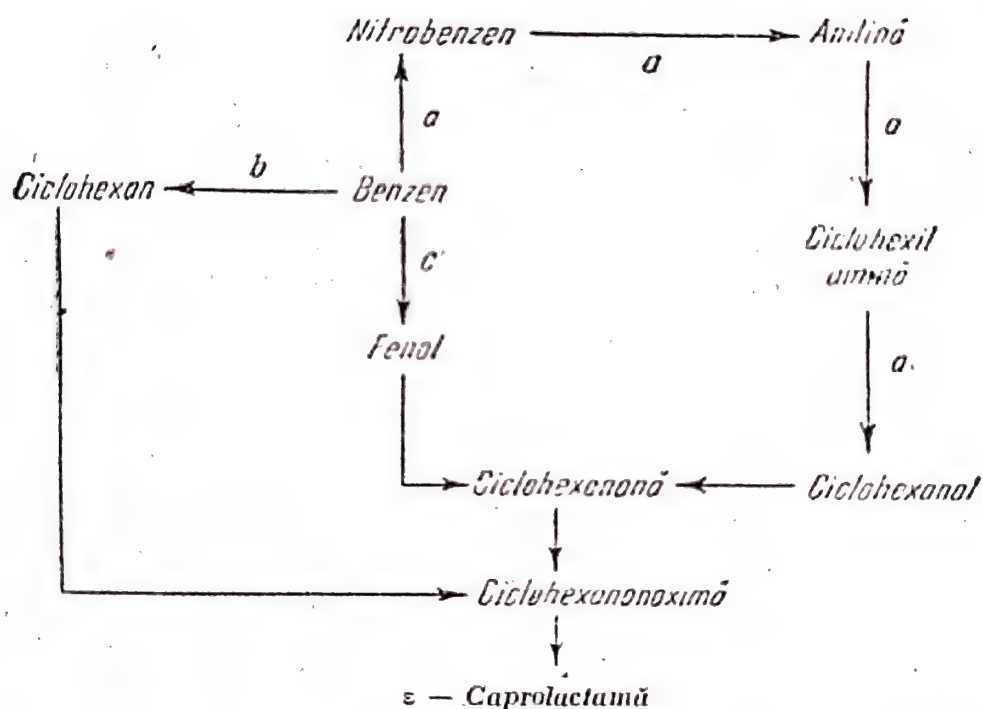 Nitrobenzen a Anilină
a a
Ciclohexan b Benzen
c
Ciclohexil
amină
Fenol
a
Ciclohexanonă Ciclohexanol
Ciclohexanonoximă
ε — Caprolactamă